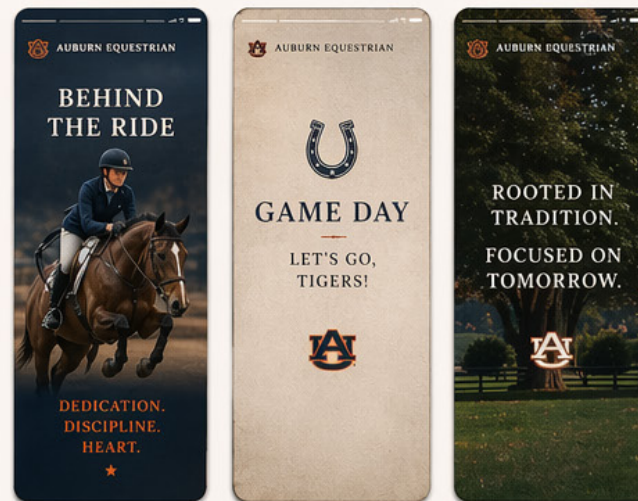 AUBURN EQUESTRIAN
BEHIND
THE RIDE
DEDICATION.
DISCIPLINE.
HEART.
AUBURN EQUESTRIAN
GAME DAY
LET'S GO,
TIGERS!
AU
AUBURN EQUESTRIAN
ROOTED IN
TRADITION.
FOCUSED ON
TOMORROW.
AU